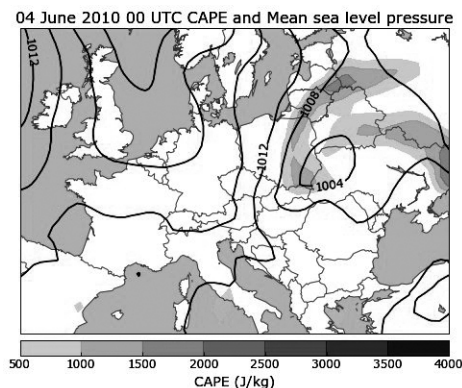 04 June 2010 00 UTC CAPE and Mean sea level pressure
1012
1008
1012
1004
500 1000 1500 2000 2500 3000 3500 4000
CAPE (J/kg)